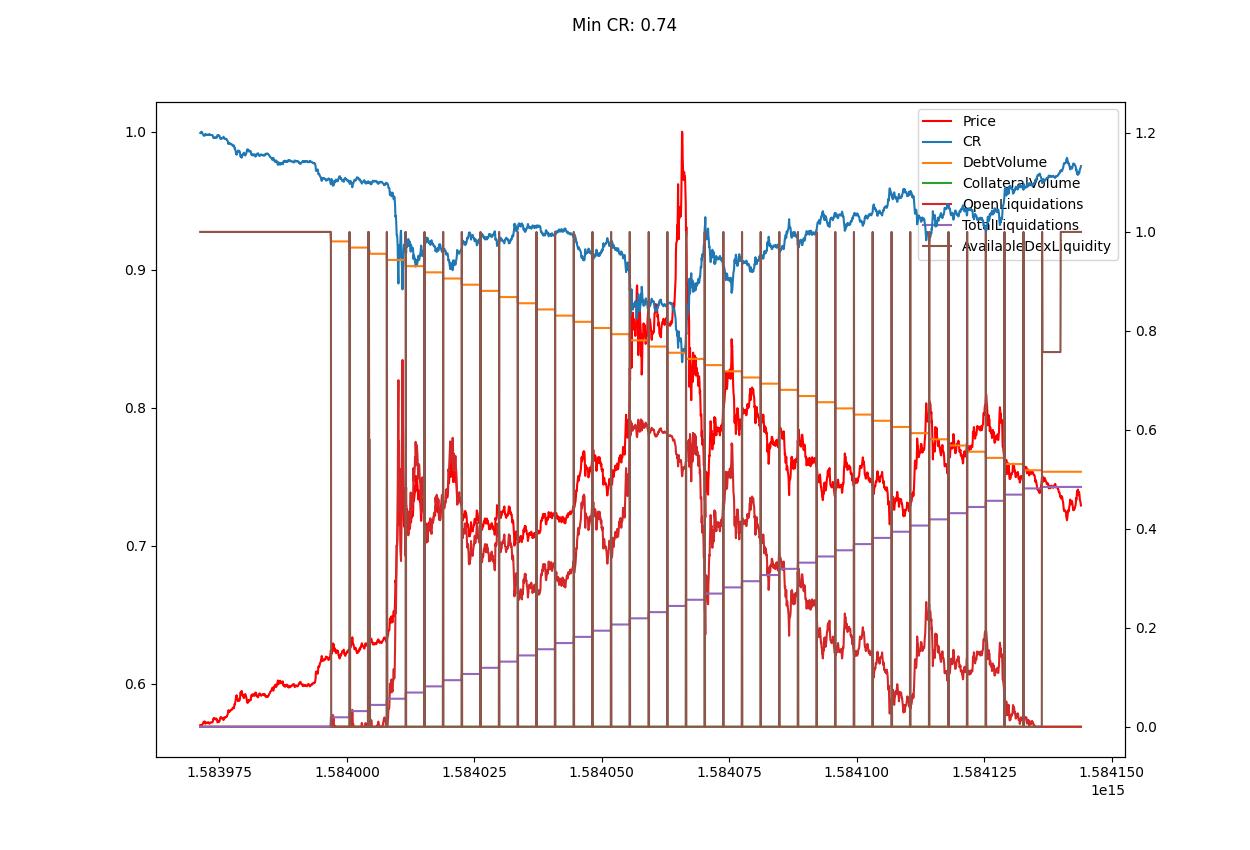 Min CR: 0.74
Price
CR
DebtVolume
CollateralVolume
OpenLiquidations
TotalLiquidations
AvailableDexLiquidity
1.0
0.9
0.8
0.7
0.6
1.2
1.0
0.8
0.6
0.4
0.2
0.0
1.583975 1.584000 1.584025 1.584050 1.584075 1.584100 1.584125 1.584150
1e15